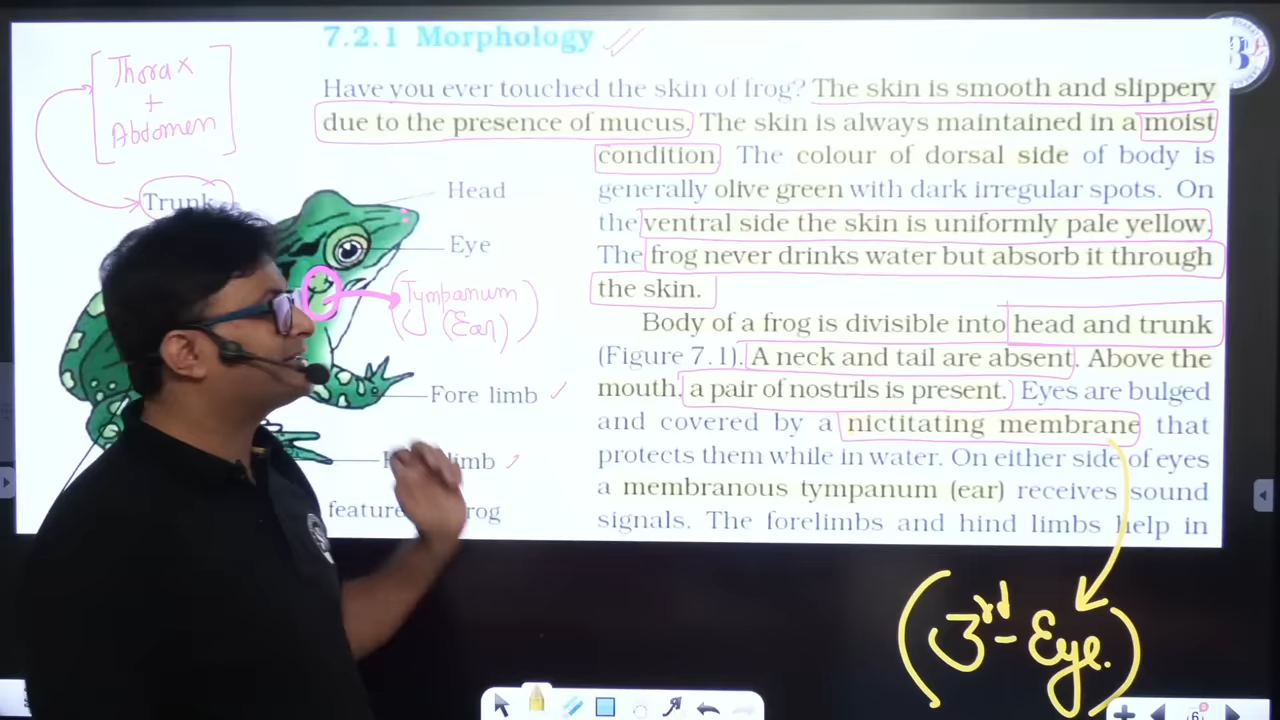 7.2.1 Morphology
Have you ever touched the skin of frog? The skin is smooth and slippery
due to the presence of mucus. The skin is always maintained in a moist
condition. The colour of dorsal side of body is
generally olive green with dark irregular spots. On
the ventral side the skin is uniformly pale yellow.
The frog never drinks water but absorb it through
the skin.
Body of a frog is divisible into head and trunk
(Figure 7.1). A neck and tail are absent. Above the
mouth, a pair of nostrils is present. Eyes are bulged
and covered by a nictitating membrane that
protects them while in water. On either side of eyes
a membranous tympanum (ear) receives sound
signals. The forelimbs and hind limbs help in
Thorax
+
Abdomen
Trunk
Head
Eye
(Tympanum
(Ear))
Fore limb
limb
feature
(3rd-Eye.)
6